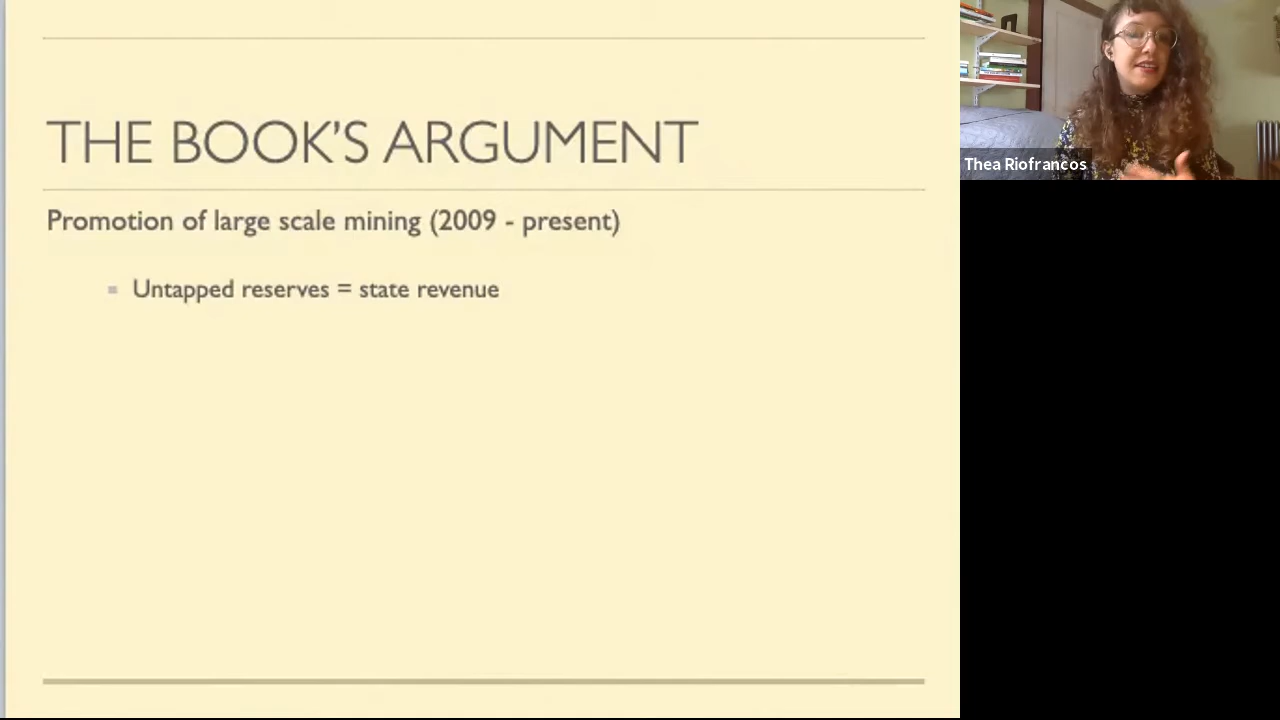 THE BOOK’S ARGUMENT
Promotion of large scale mining (2009 - present)
Untapped reserves = state revenue
Thea Riofrancos